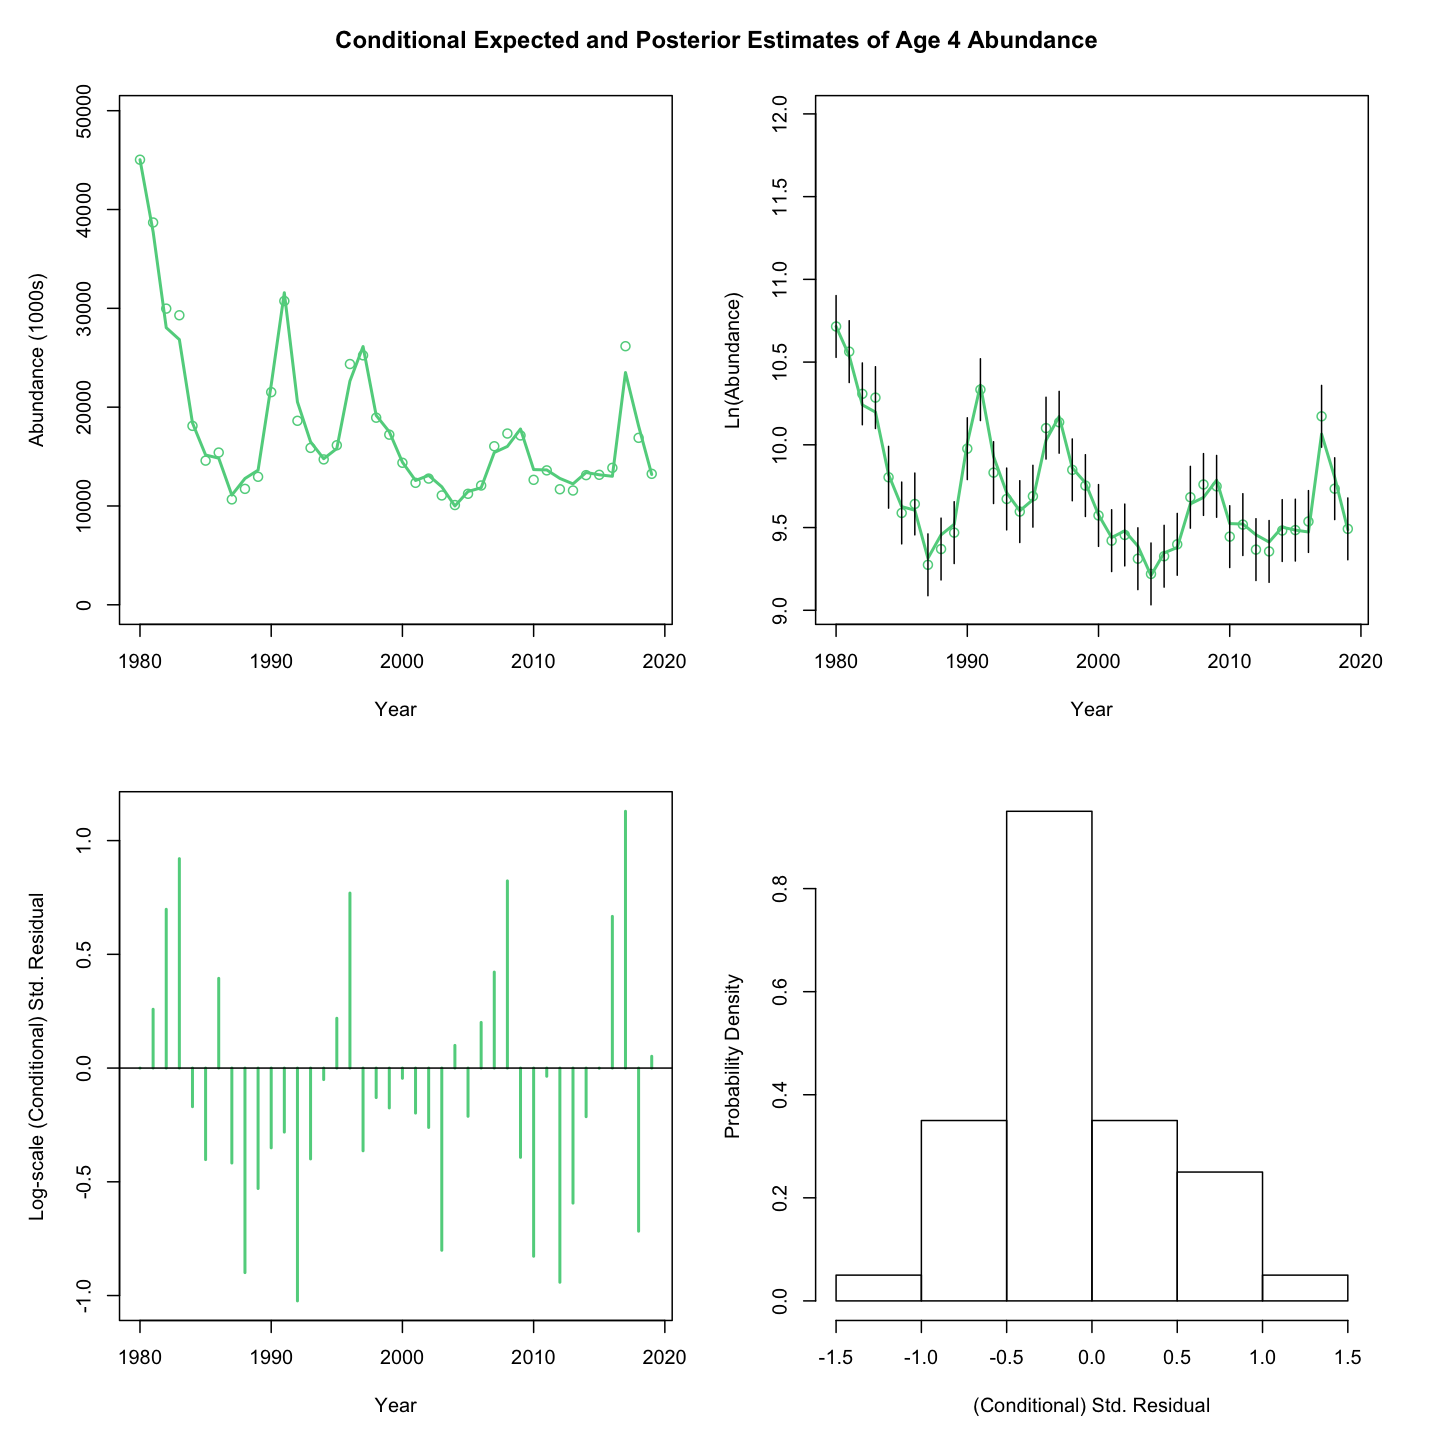 Conditional Expected and Posterior Estimates of Age 4 Abundance
Abundance (1000s)
50000
40000
30000
20000
10000
0
1980 1990 2000 2010 2020
Year
Ln(Abundance)
12.0
11.5
11.0
10.5
10.0
9.5
9.0
1980 1990 2000 2010 2020
Year
Log-scale (Conditional) Std. Residual
1.0
0.5
0.0
-0.5
-1.0
1980 1990 2000 2010 2020
Year
Probability Density
0.8
0.6
0.4
0.2
0.0
-1.5 -1.0 -0.5 0.0 0.5 1.0 1.5
(Conditional) Std. Residual